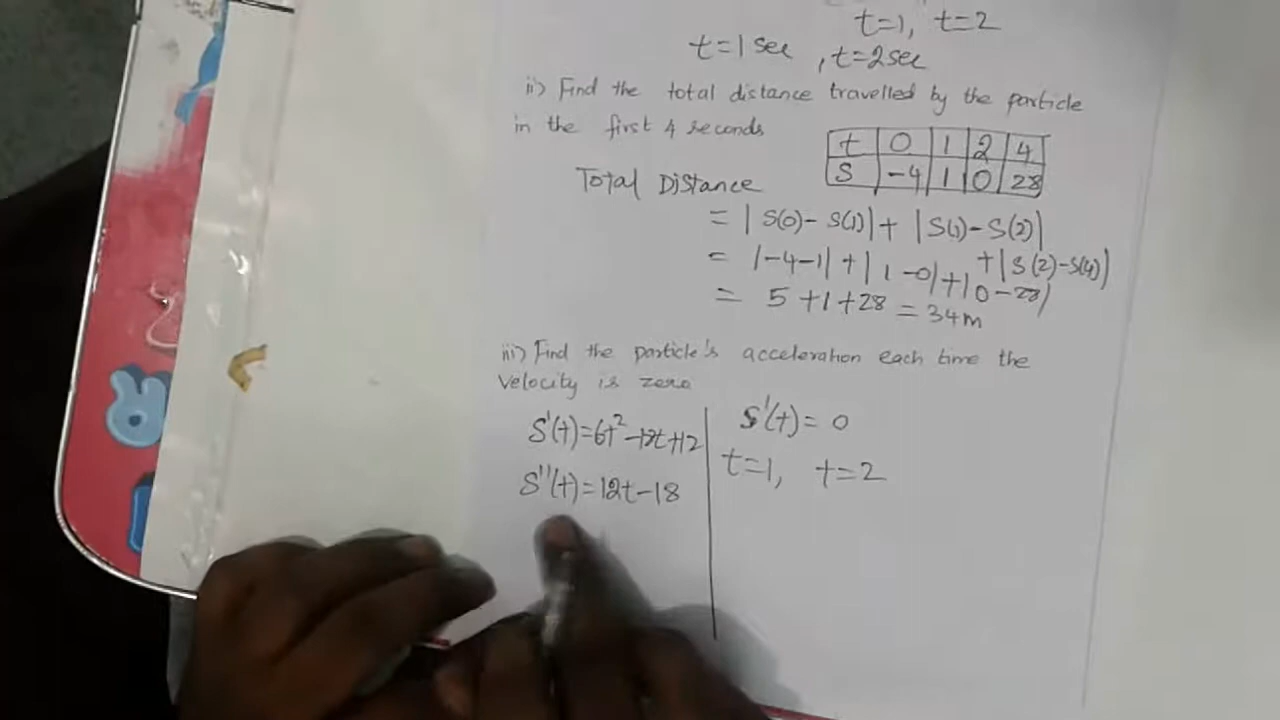 t=1, t=2
t=1 sec , t=2sec
ii) Find the total distance travelled by the particle
in the first 4 seconds
t 0 1 2 4
S -4 1 0 28
Total Distance
= | S(0)- S(1)| + | S(1)- S(2)|
+ | S(2)-S(4)|
= |-4-1| + | 1 -0| + | 0 -28|
= 5 +1 +28 = 34m
iii) Find the particle's acceleration each time the
velocity is zero
S'(t)=6t²-18t+12
S''(t)=12t-18
S'(t)= 0
t=1, t=2